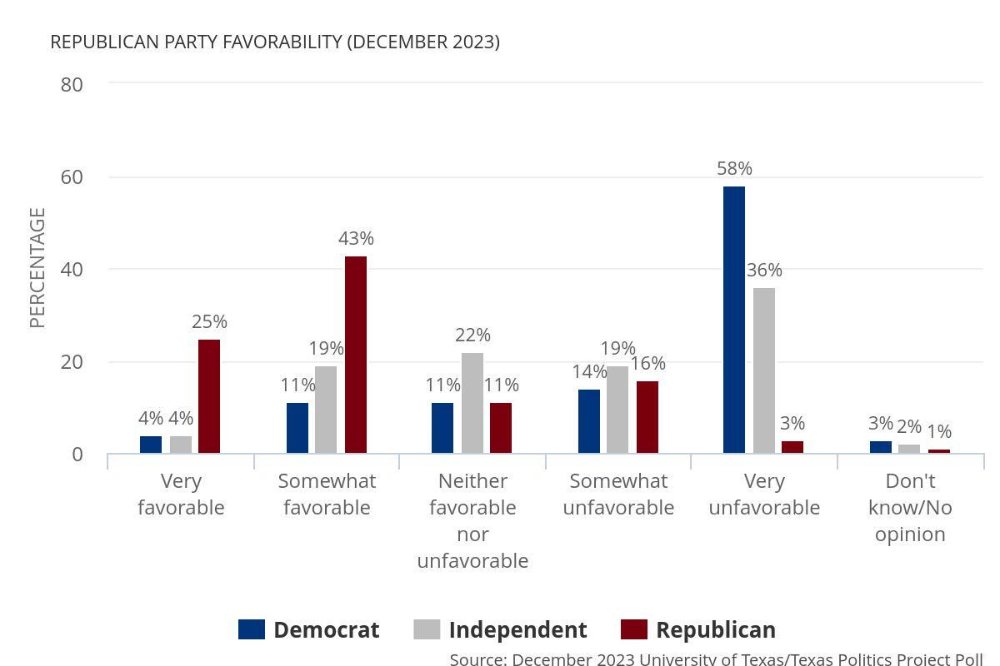 REPUBLICAN PARTY FAVORABILITY (DECEMBER 2023)
PERCENTAGE
80
60
40
20
0
4% 4% 25%
11% 19% 43%
11% 22% 11%
14% 19% 16%
58% 36% 3%
3% 2% 1%
Very
favorable
Somewhat
favorable
Neither
favorable
nor
unfavorable
Somewhat
unfavorable
Very
unfavorable
Don't
know/No
opinion
Democrat Independent Republican
Source: December 2023 University of Texas/Texas Politics Project Poll